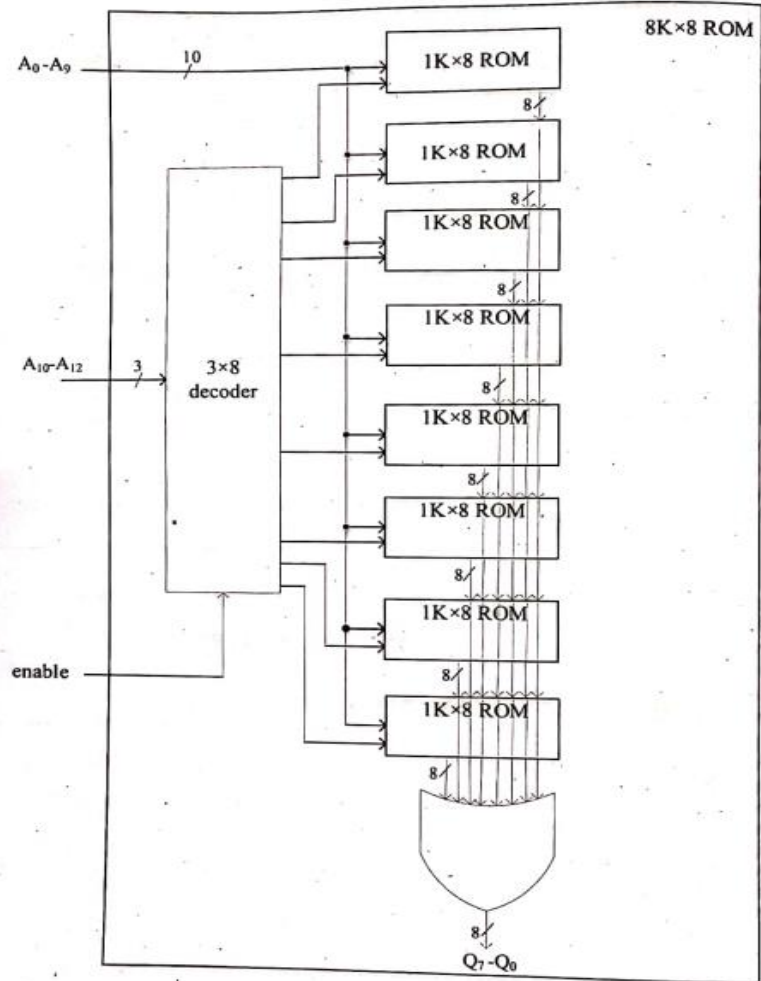 8K×8 ROM
A₀-A₉
10
1K×8 ROM
8
1K×8 ROM
8
1K×8 ROM
8
1K×8 ROM
A₁₀-A₁₂
3
3×8
decoder
8
1K×8 ROM
8
1K×8 ROM
8
1K×8 ROM
enable
8
1K×8 ROM
8
8
Q₇-Q₀